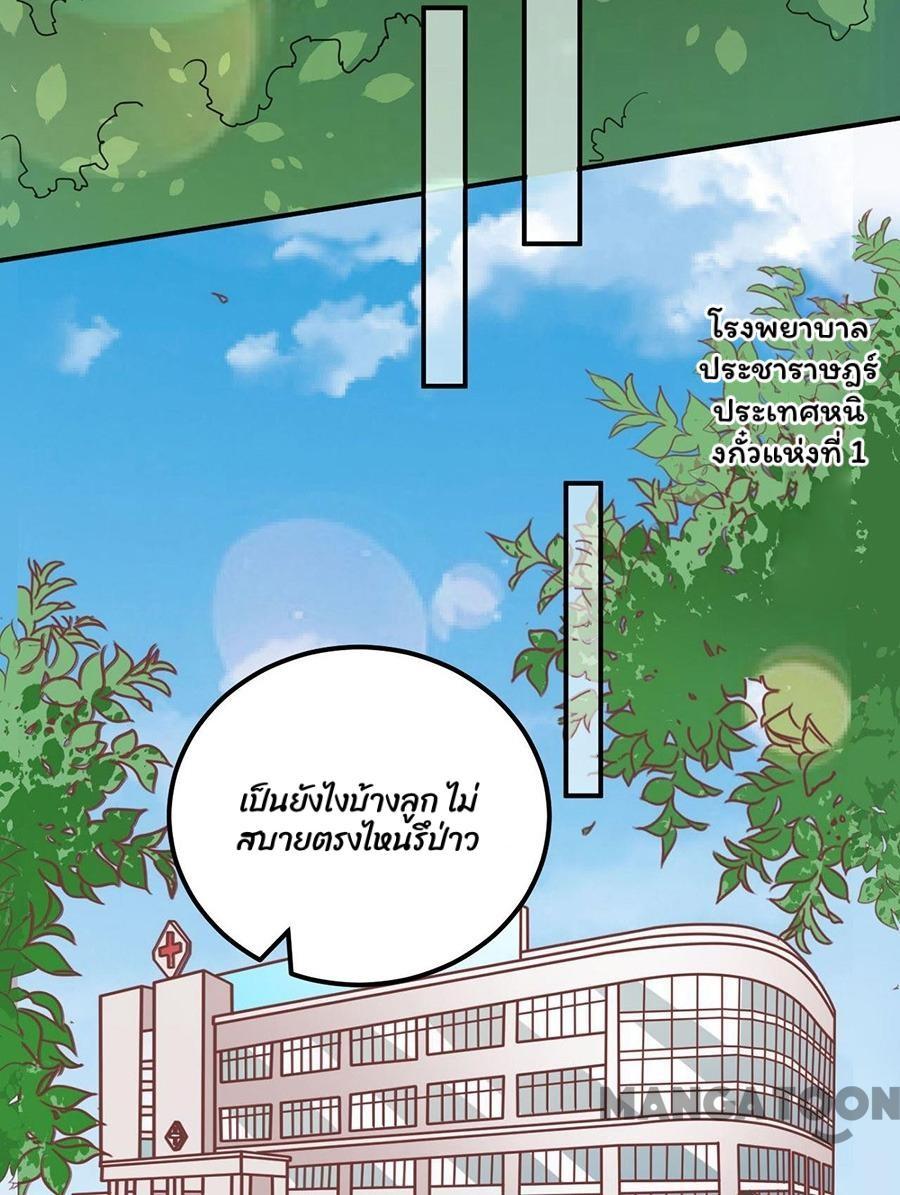 โรงพยาบาล
ประชาราษฎร์
ประเทศหนิ
งกั๋วแห่งที่ 1
เป็นยังไงบ้างลูก ไม่
สบายตรงไหนรึป่าว
MANGATOON